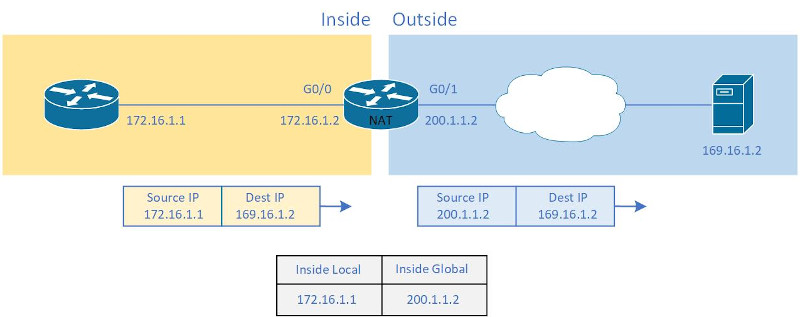 Inside Outside
G0/0 G0/1
172.16.1.1 172.16.1.2 NAT 200.1.1.2
169.16.1.2
Source IP Dest IP Source IP Dest IP
172.16.1.1 169.16.1.2 200.1.1.2 169.16.1.2
Inside Local Inside Global
172.16.1.1 200.1.1.2